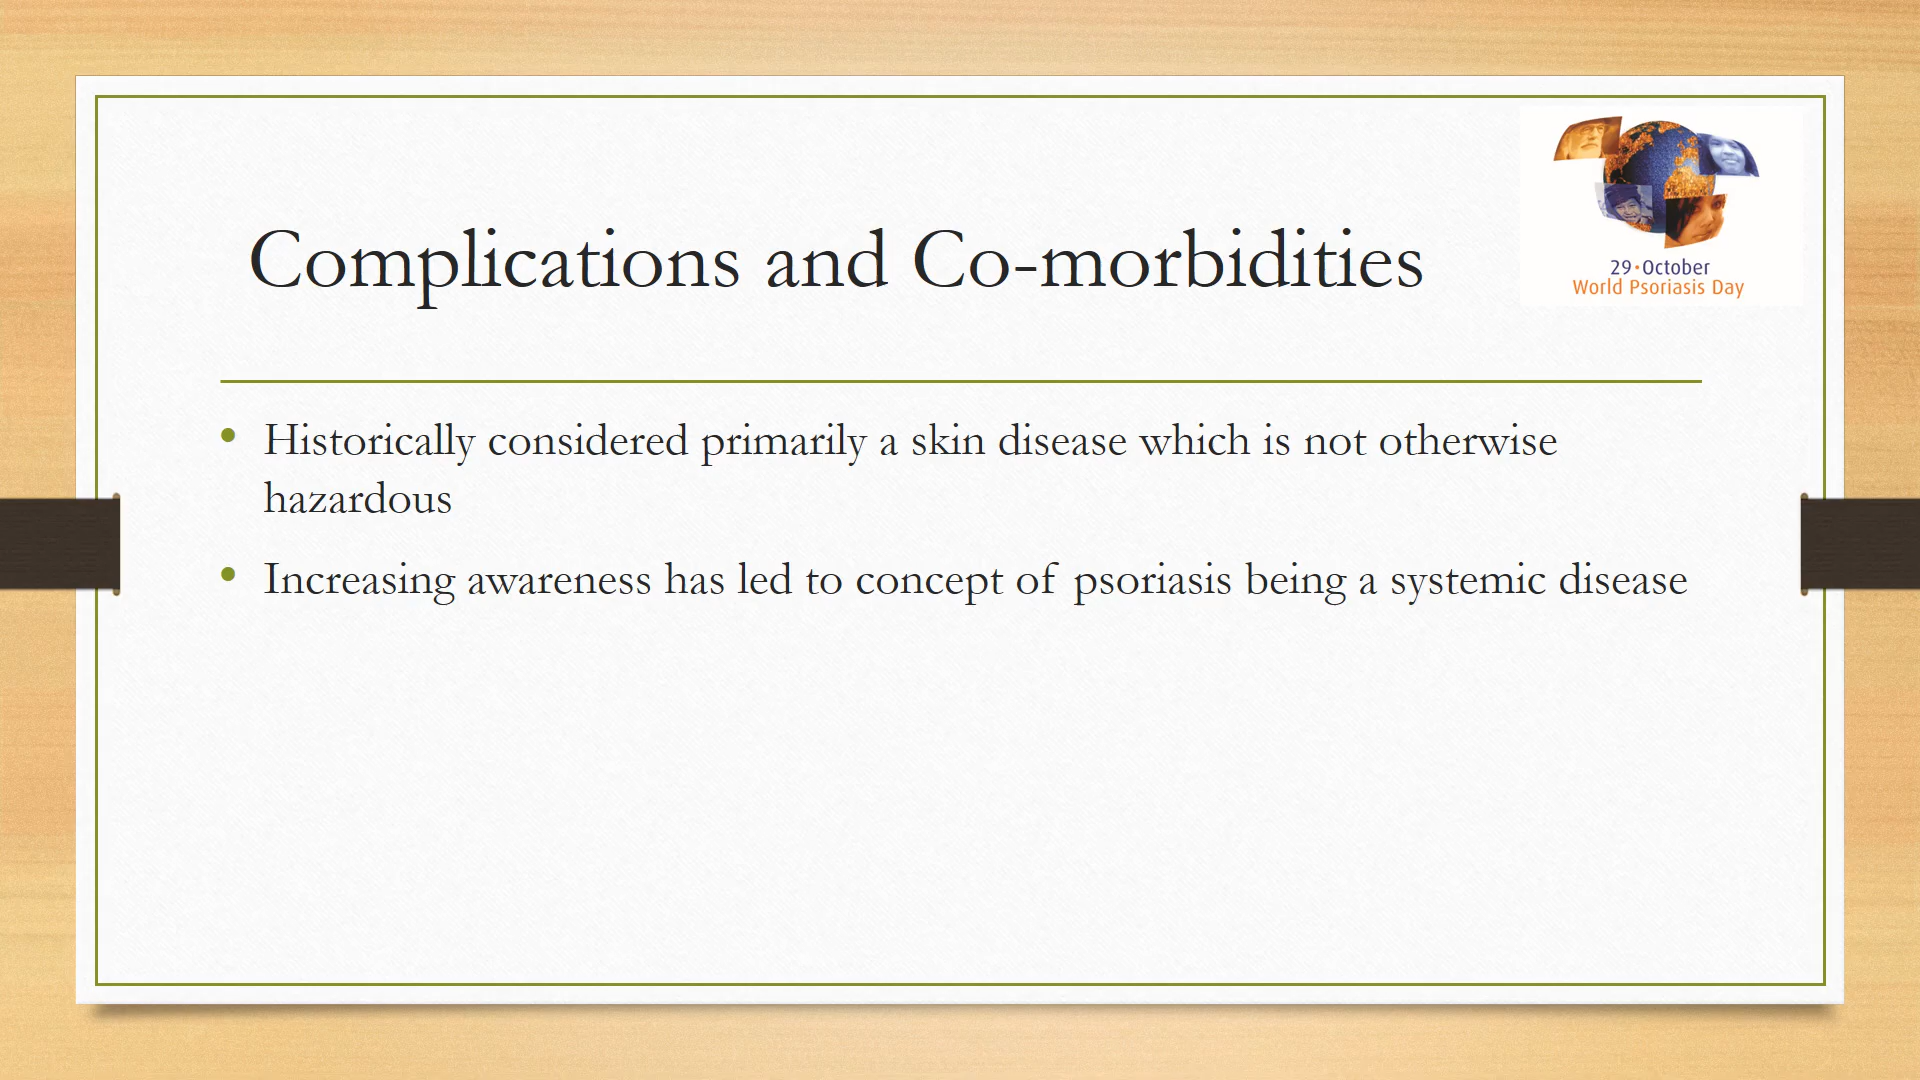 29•October
World Psoriasis Day
Complications and Co-morbidities
• Historically considered primarily a skin disease which is not otherwise
hazardous
• Increasing awareness has led to concept of psoriasis being a systemic disease